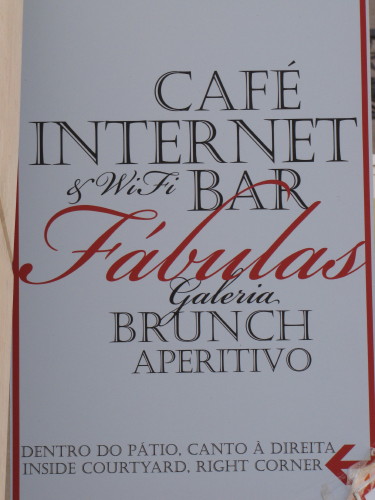 CAFÉ
INTERNET
& WiFi BAR
Fábulas
Galeria
BRUNCH
APERITIVO
DENTRO DO PÁTIO, CANTO À DIREITA
INSIDE COURTYARD, RIGHT CORNER